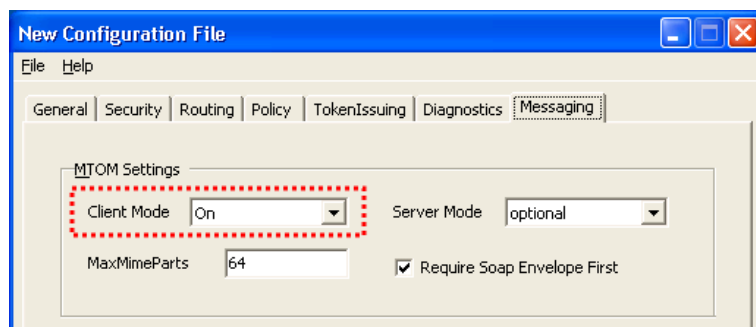 New Configuration File
File Help
General Security Routing Policy TokenIssuing Diagnostics Messaging
MTOM Settings
Client Mode On Server Mode optional
MaxMimeParts 64 Require Soap Envelope First